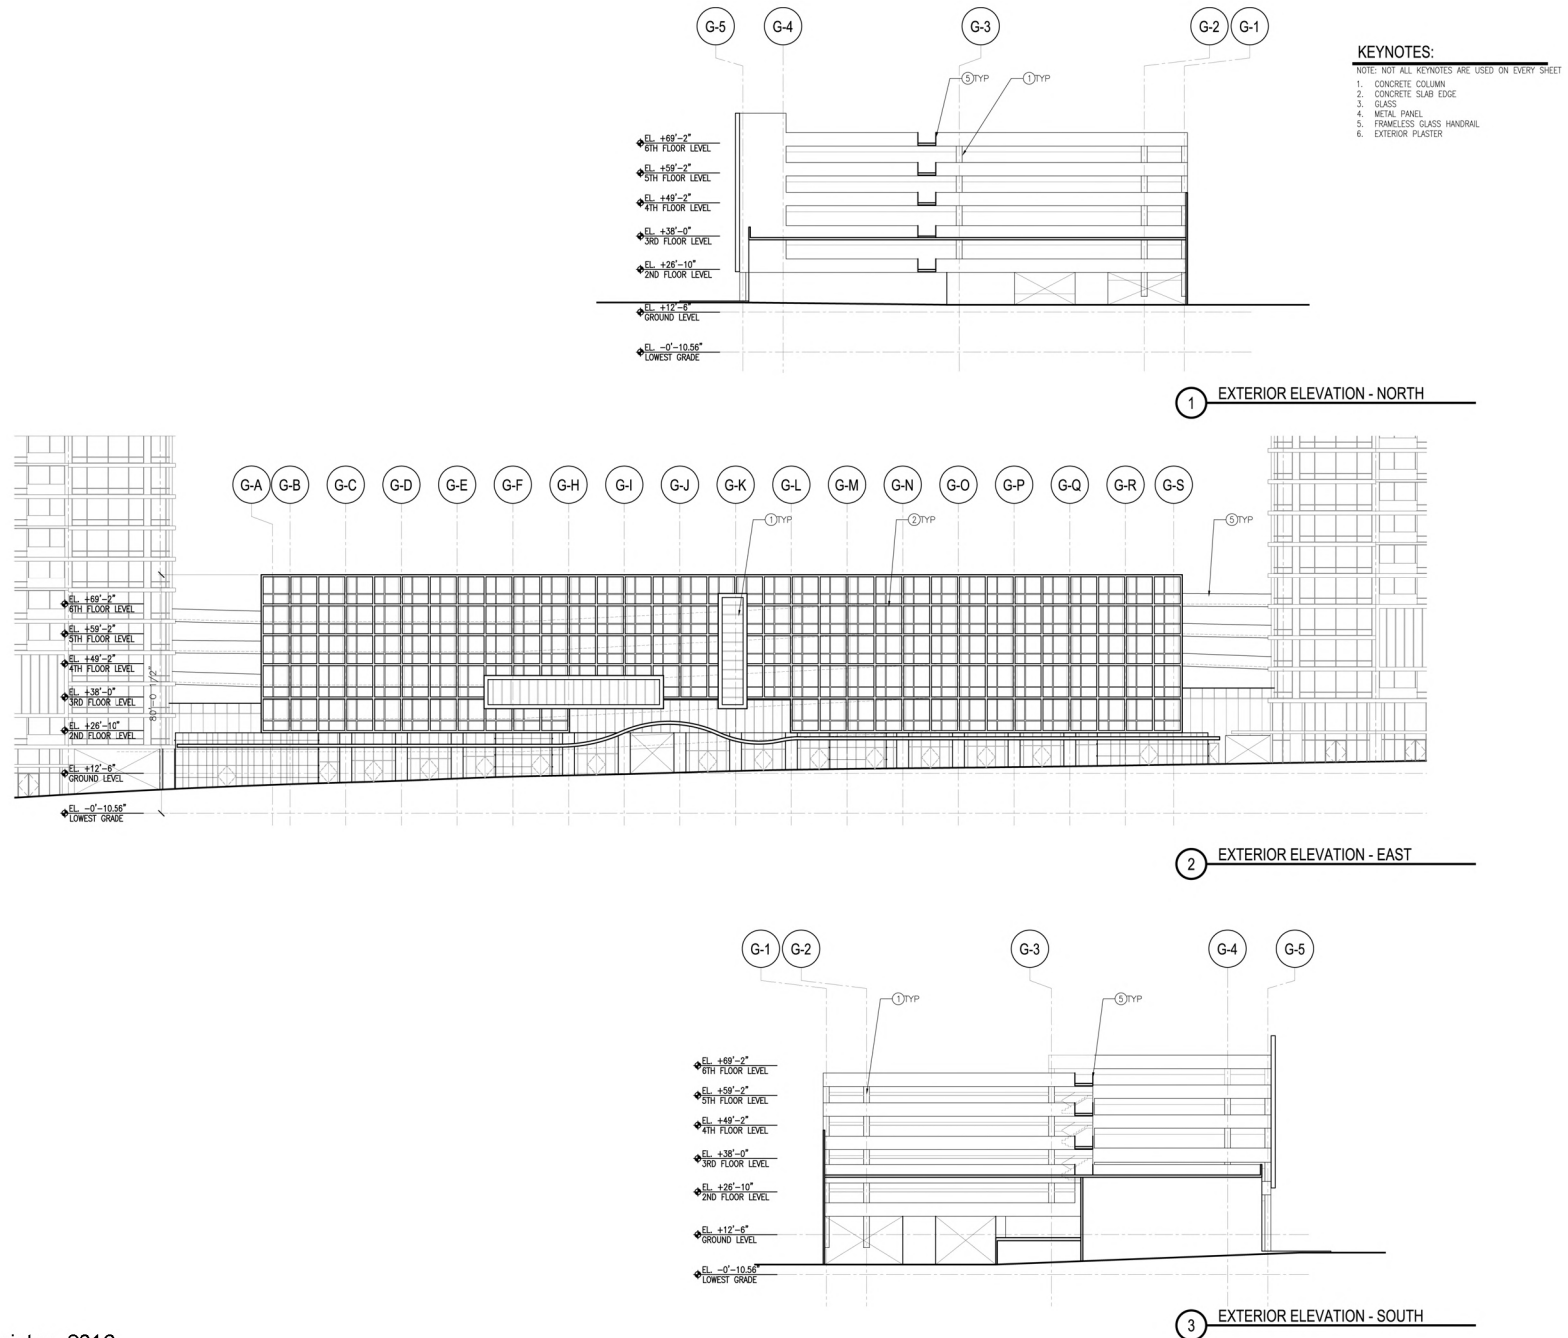 G-5 G-4 G-3 G-2 G-1
KEYNOTES:
NOTE: NOT ALL KEYNOTES ARE USED ON EVERY SHEET
1. CONCRETE COLUMN
2. CONCRETE SLAB EDGE
3. GLASS
4. METAL PANEL
5. FRAMELESS GLASS HANDRAIL
6. EXTERIOR PLASTER
5 TYP 1 TYP
EL. +69'-2"
6TH FLOOR LEVEL
EL. +59'-2"
5TH FLOOR LEVEL
EL. +49'-2"
4TH FLOOR LEVEL
EL. +38'-0"
3RD FLOOR LEVEL
EL. +26'-10"
2ND FLOOR LEVEL
EL. +12'-6"
GROUND LEVEL
EL. -0'-10.56"
LOWEST GRADE
1 EXTERIOR ELEVATION - NORTH
G-A G-B G-C G-D G-E G-F G-H G-I G-J G-K G-L G-M G-N G-O G-P G-Q G-R G-S
1 TYP 2 TYP 5 TYP
EL. +69'-2"
6TH FLOOR LEVEL
EL. +59'-2"
5TH FLOOR LEVEL
EL. +49'-2"
4TH FLOOR LEVEL
EL. +38'-0"
3RD FLOOR LEVEL
EL. +26'-10"
2ND FLOOR LEVEL
EL. +12'-6"
GROUND LEVEL
EL. -0'-10.56"
LOWEST GRADE
80'-0 1/2"
2 EXTERIOR ELEVATION - EAST
G-1 G-2 G-3 G-4 G-5
1 TYP 5 TYP
EL. +69'-2"
6TH FLOOR LEVEL
EL. +59'-2"
5TH FLOOR LEVEL
EL. +49'-2"
4TH FLOOR LEVEL
EL. +38'-0"
3RD FLOOR LEVEL
EL. +26'-10"
2ND FLOOR LEVEL
EL. +12'-6"
GROUND LEVEL
EL. -0'-10.56"
LOWEST GRADE
3 EXTERIOR ELEVATION - SOUTH